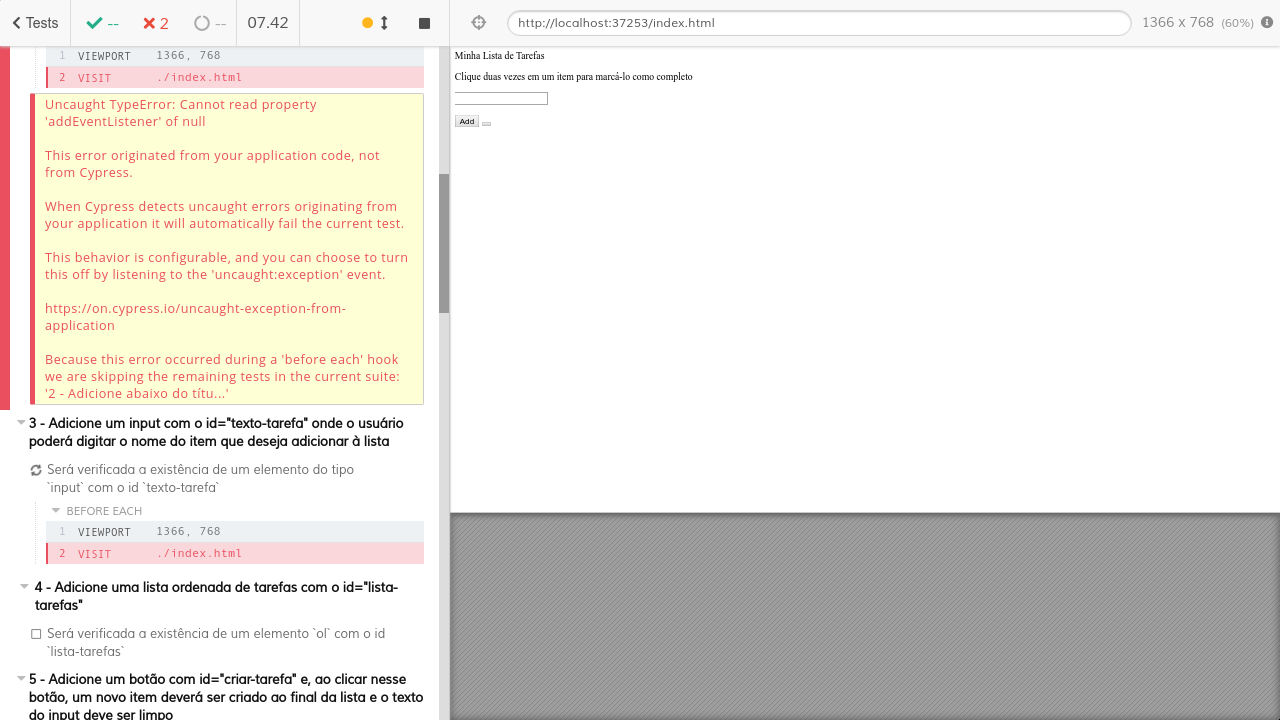 Tests
--
2
--
07.42
http://localhost:37253/index.html
1366 x 768 (60%)
1 VIEWPORT 1366, 768
2 VISIT ./index.html
Uncaught TypeError: Cannot read property
'addEventListener' of null
This error originated from your application code, not
from Cypress.
When Cypress detects uncaught errors originating from
your application it will automatically fail the current test.
This behavior is configurable, and you can choose to turn
this off by listening to the 'uncaught:exception' event.
https://on.cypress.io/uncaught-exception-from-
application
Because this error occurred during a 'before each' hook
we are skipping the remaining tests in the current suite:
'2 - Adicione abaixo do títu...'
3 - Adicione um input com o id="texto-tarefa" onde o usuário
poderá digitar o nome do item que deseja adicionar à lista
Será verificada a existência de um elemento do tipo
`input` com o id `texto-tarefa`
BEFORE EACH
1 VIEWPORT 1366, 768
2 VISIT ./index.html
4 - Adicione uma lista ordenada de tarefas com o id="lista-
tarefas"
Será verificada a existência de um elemento `ol` com o id
`lista-tarefas`
5 - Adicione um botão com id="criar-tarefa" e, ao clicar nesse
botão, um novo item deverá ser criado ao final da lista e o texto
do input deve ser limpo
Minha Lista de Tarefas
Clique duas vezes em um item para marcá-lo como completo
Add